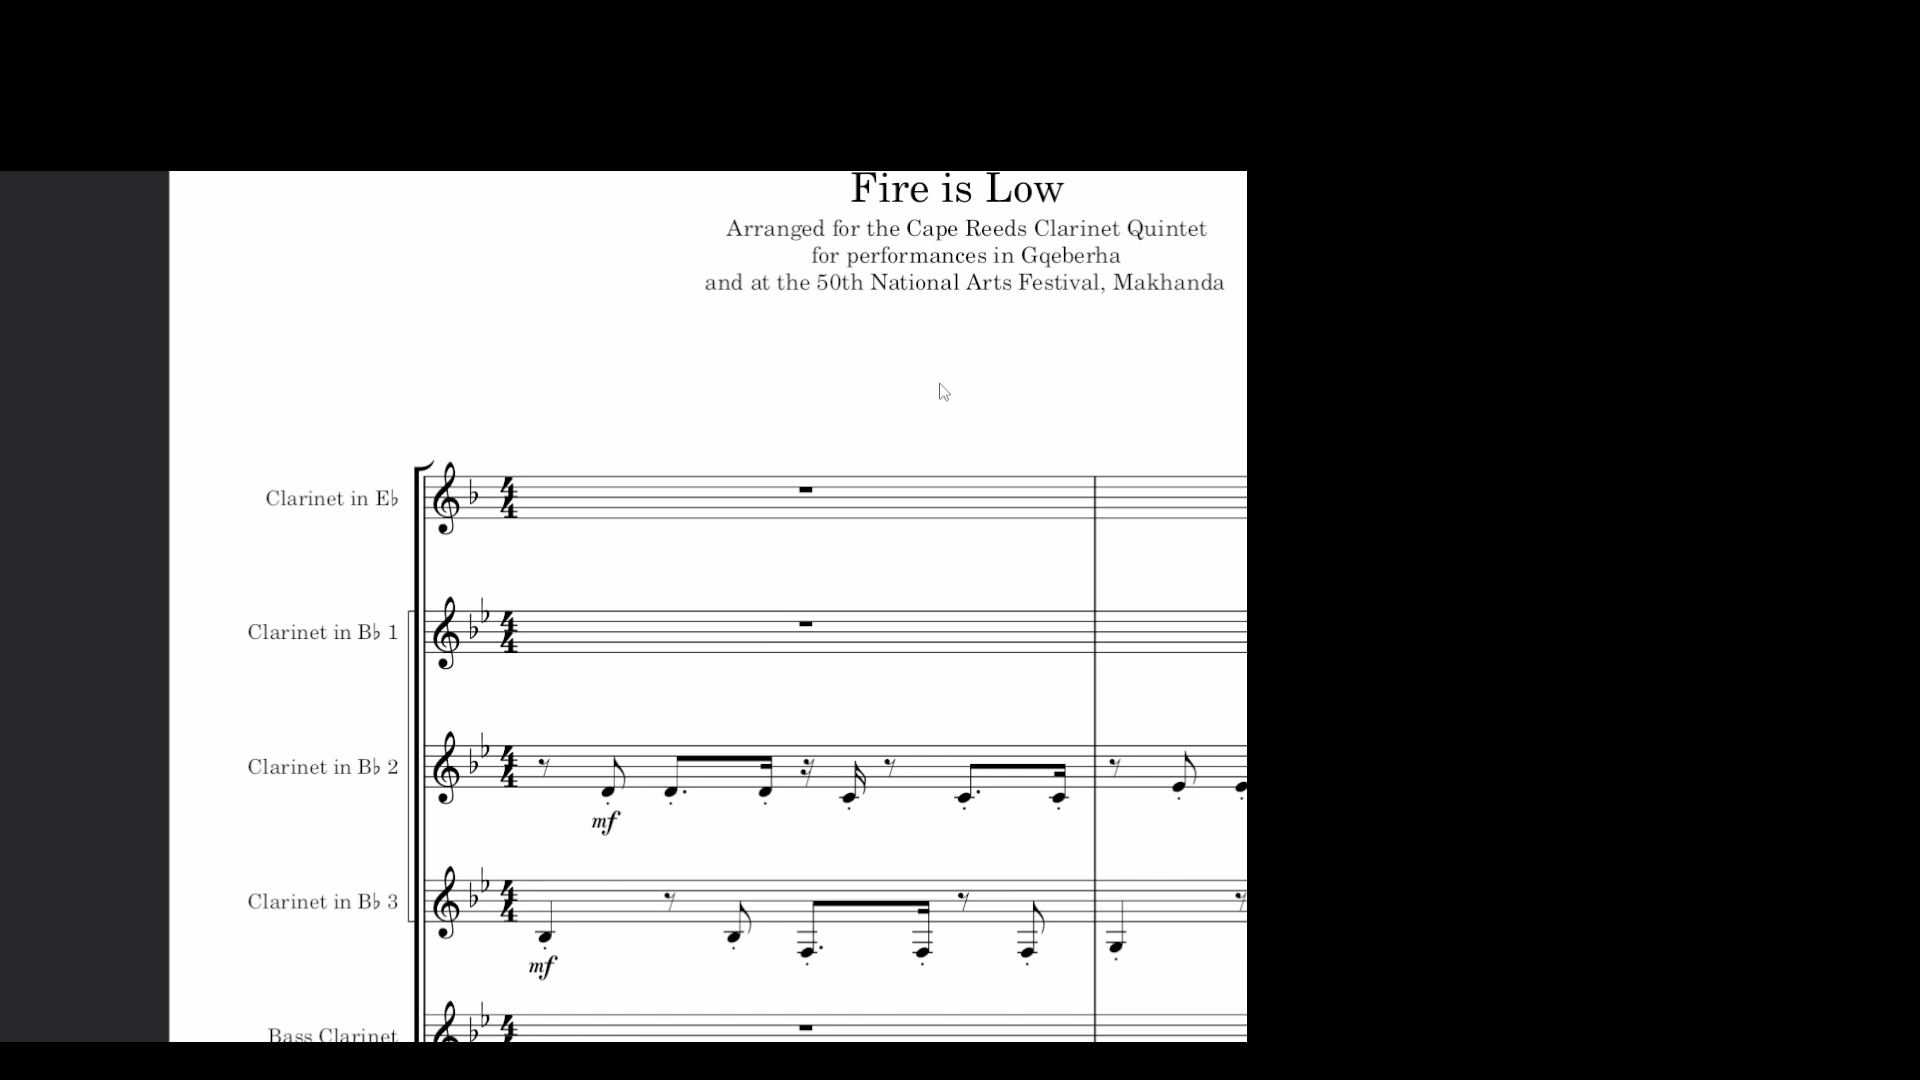 Fire is Low
Arranged for the Cape Reeds Clarinet Quintet
for performances in Gqeberha
and at the 50th National Arts Festival, Makhanda
Clarinet in E♭
Clarinet in B♭ 1
Clarinet in B♭ 2
mf
Clarinet in B♭ 3
mf
Bass Clarinet